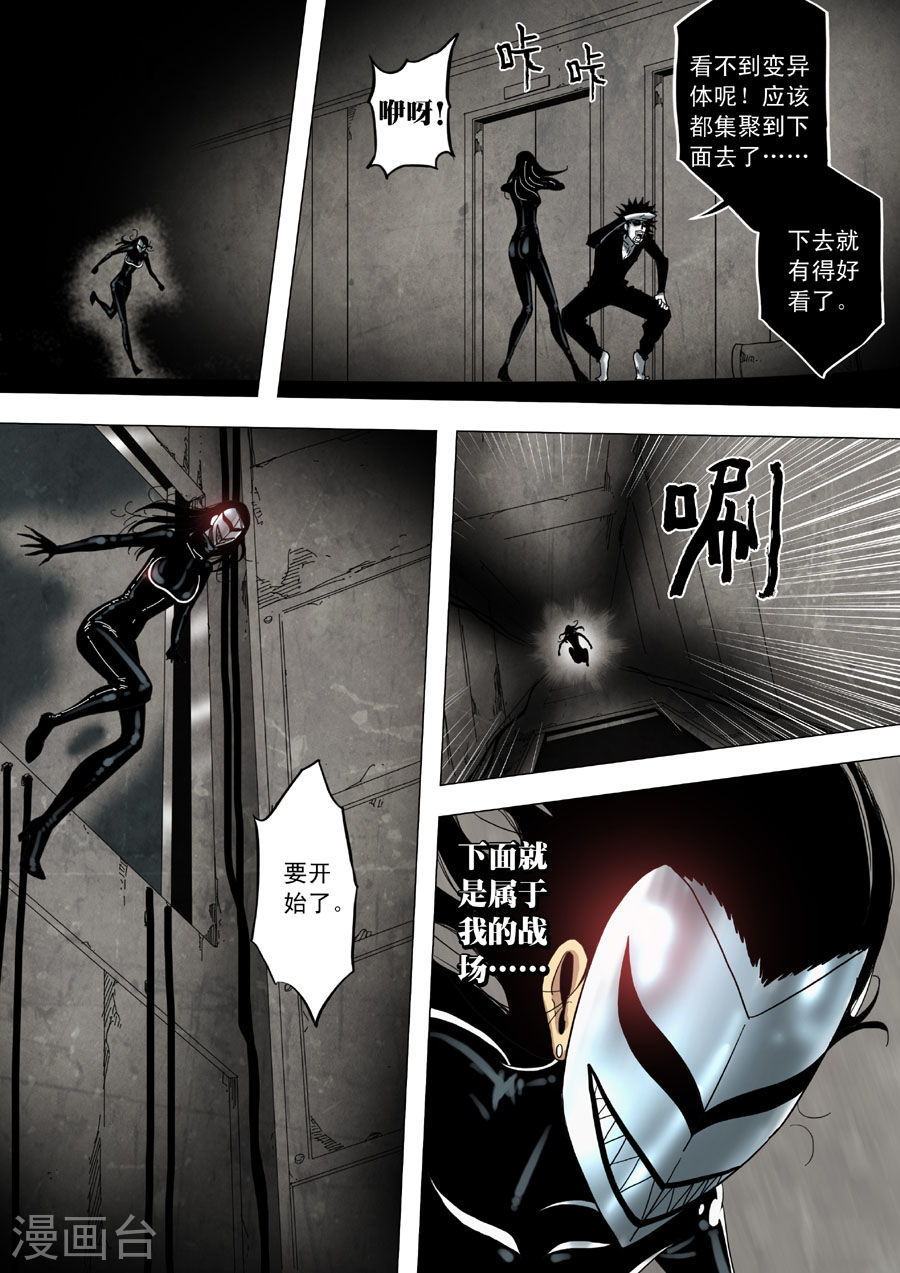 咿呀！
咔
咔
看不到变异
体呢！应该
都集聚到下
面去了……
下去就
有得好
看了。
唰
要开
始了。
下面就
是属于
我的战
场……
漫画台